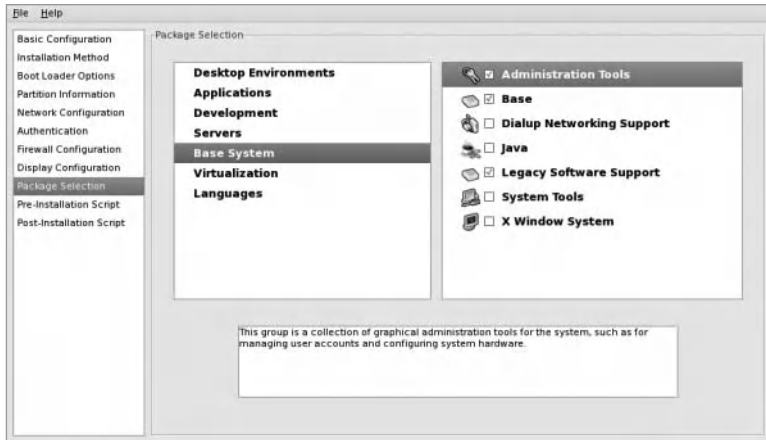 File Help
Basic Configuration
Installation Method
Boot Loader Options
Partition Information
Network Configuration
Authentication
Firewall Configuration
Display Configuration
Package Selection
Pre-Installation Script
Post-Installation Script
Package Selection
Desktop Environments
Applications
Development
Servers
Base System
Virtualization
Languages
Administration Tools
Base
Dialup Networking Support
Java
Legacy Software Support
System Tools
X Window System
This group is a collection of graphical administration tools for the system, such as for
managing user accounts and configuring system hardware.